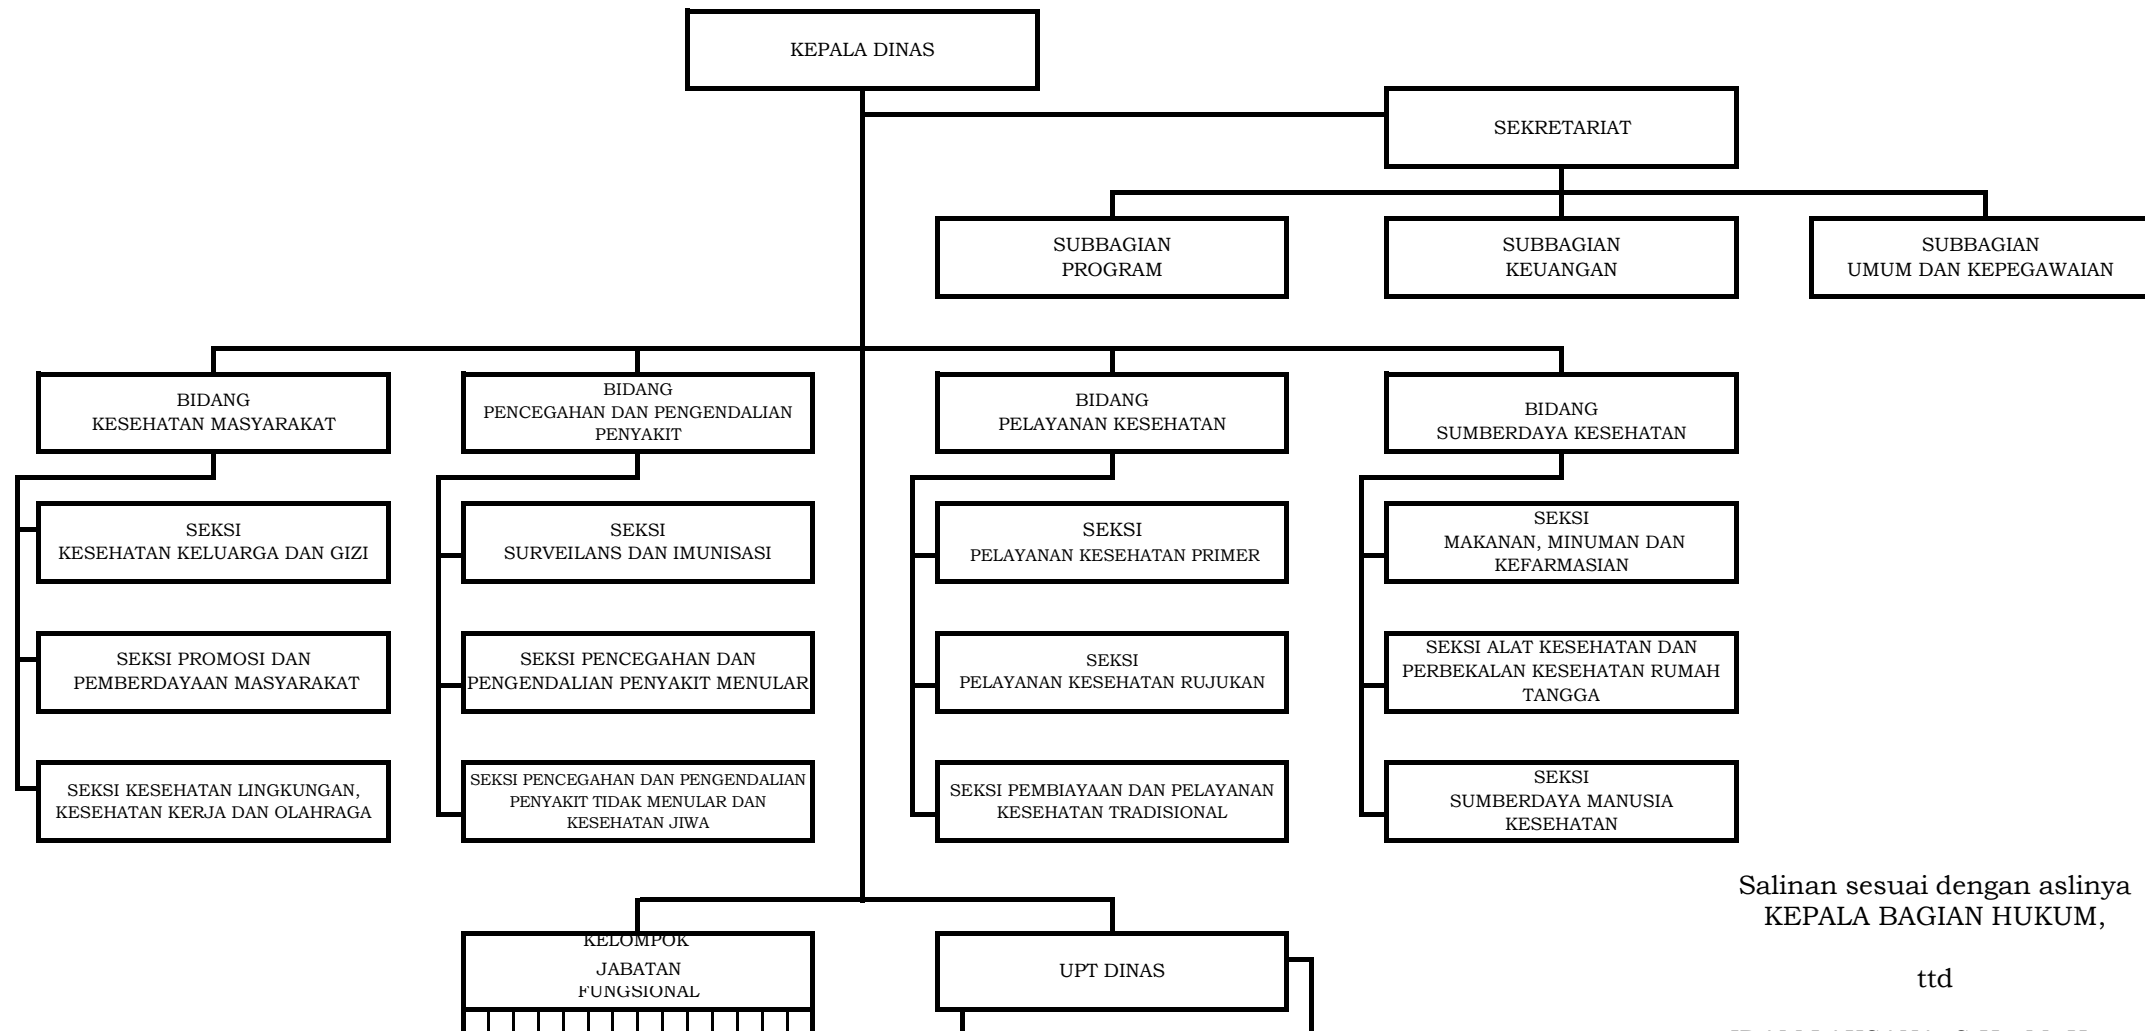 KEPALA DINAS
SEKRETARIAT
SUBBAGIAN
PROGRAM
SUBBAGIAN
KEUANGAN
SUBBAGIAN
UMUM DAN KEPEGAWAIAN
BIDANG
KESEHATAN MASYARAKAT
BIDANG
PENCEGAHAN DAN PENGENDALIAN
PENYAKIT
BIDANG
PELAYANAN KESEHATAN
BIDANG
SUMBERDAYA KESEHATAN
SEKSI
KESEHATAN KELUARGA DAN GIZI
SEKSI
SURVEILANS DAN IMUNISASI
SEKSI
PELAYANAN KESEHATAN PRIMER
SEKSI
MAKANAN, MINUMAN DAN
KEFARMASIAN
SEKSI PROMOSI DAN
PEMBERDAYAAN MASYARAKAT
SEKSI PENCEGAHAN DAN
PENGENDALIAN PENYAKIT MENULAR
SEKSI
PELAYANAN KESEHATAN RUJUKAN
SEKSI ALAT KESEHATAN DAN
PERBEKALAN KESEHATAN RUMAH
TANGGA
SEKSI KESEHATAN LINGKUNGAN,
KESEHATAN KERJA DAN OLAHRAGA
SEKSI PENCEGAHAN DAN PENGENDALIAN
PENYAKIT TIDAK MENULAR DAN
KESEHATAN JIWA
SEKSI PEMBIAYAAN DAN PELAYANAN
KESEHATAN TRADISIONAL
SEKSI
SUMBERDAYA MANUSIA
KESEHATAN
KELOMPOK
JABATAN
FUNGSIONAL
UPT DINAS
Salinan sesuai dengan aslinya
KEPALA BAGIAN HUKUM,
ttd